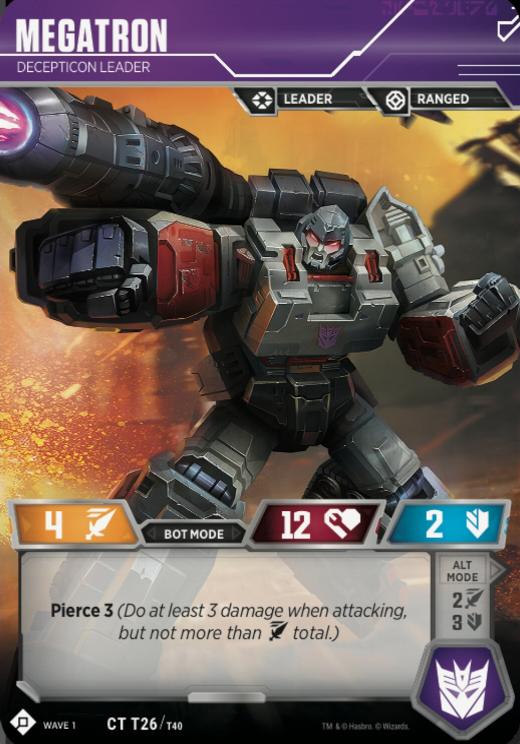 MEGATRON
DECEPTICON LEADER
LEADER
RANGED
4
BOT MODE
12
2
Pierce 3 (Do at least 3 damage when attacking,
but not more than total.)
ALT
MODE
2
3
WAVE 1
CT T26/T40
TM & © Hasbro. © Wizards.